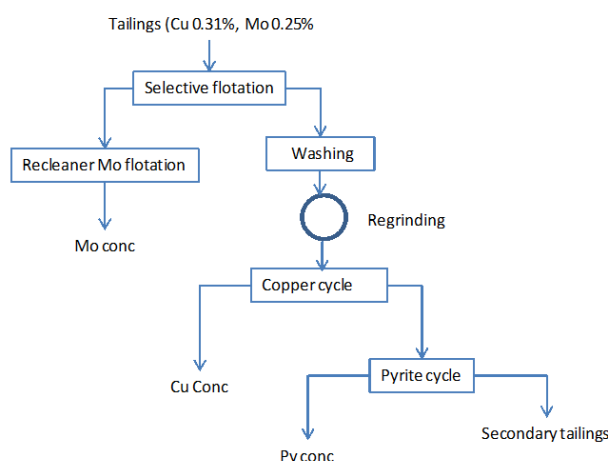 Tailings (Cu 0.31%, Mo 0.25%
Selective flotation
Recleaner Mo flotation
Washing
Regrinding
Mo conc
Copper cycle
Cu Conc
Pyrite cycle
Secondary tailings
Py conc